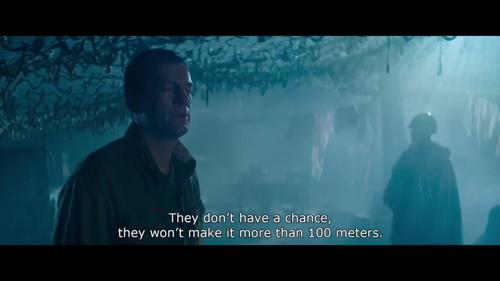 They don't have a chance,
they won't make it more than 100 meters.